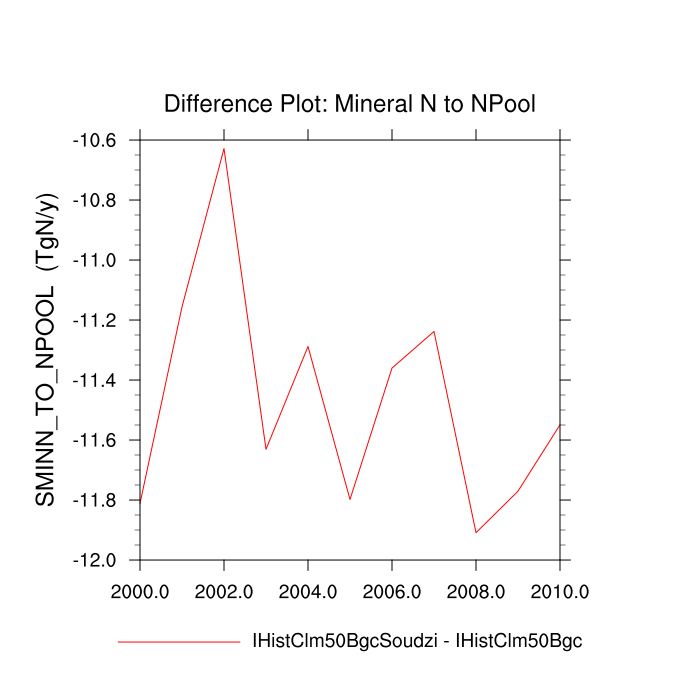 Difference Plot: Mineral N to NPool
SMINN_TO_NPOOL (TgN/y)
-10.6
-10.8
-11.0
-11.2
-11.4
-11.6
-11.8
-12.0
2000.0 2002.0 2004.0 2006.0 2008.0 2010.0
IHistClm50BgcSoudzi - IHistClm50Bgc